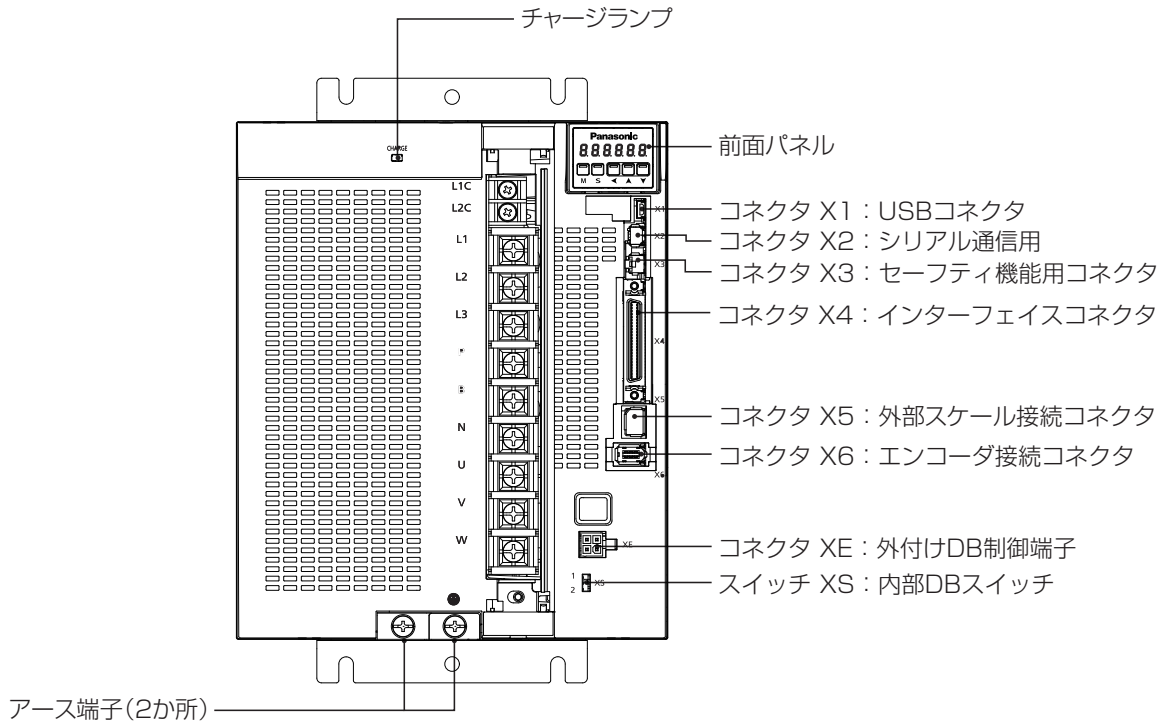 チャージランプ
Panasonic
8.8.8.8.8.8.
M S
CHARGE
前面パネル
L1C
L2C
L1
L2
L3
N
U
V
W
X1
X2
X3
X4
X5
X6
XE
1
2
XS
コネクタ X1：USBコネクタ
コネクタ X2：シリアル通信用
コネクタ X3：セーフティ機能用コネクタ
コネクタ X4：インターフェイスコネクタ
コネクタ X5：外部スケール接続コネクタ
コネクタ X6：エンコーダ接続コネクタ
コネクタ XE：外付けDB制御端子
スイッチ XS：内部DBスイッチ
アース端子(2か所)